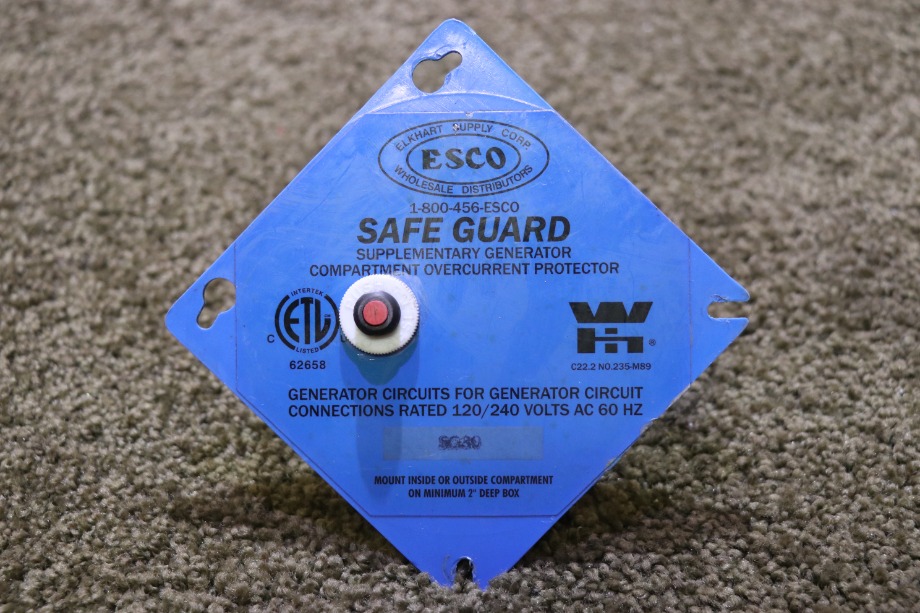 ELKHART SUPPLY CORP.
ESCO
WHOLESALE DISTRIBUTORS
1-800-456-ESCO
SAFE GUARD
SUPPLEMENTARY GENERATOR
COMPARTMENT OVERCURRENT PROTECTOR
INTERTEK
C ETL
LISTED
62658
WH ®
C22.2 NO.235-M89
GENERATOR CIRCUITS FOR GENERATOR CIRCUIT
CONNECTIONS RATED 120/240 VOLTS AC 60 HZ
SG30
MOUNT INSIDE OR OUTSIDE COMPARTMENT
ON MINIMUM 2" DEEP BOX